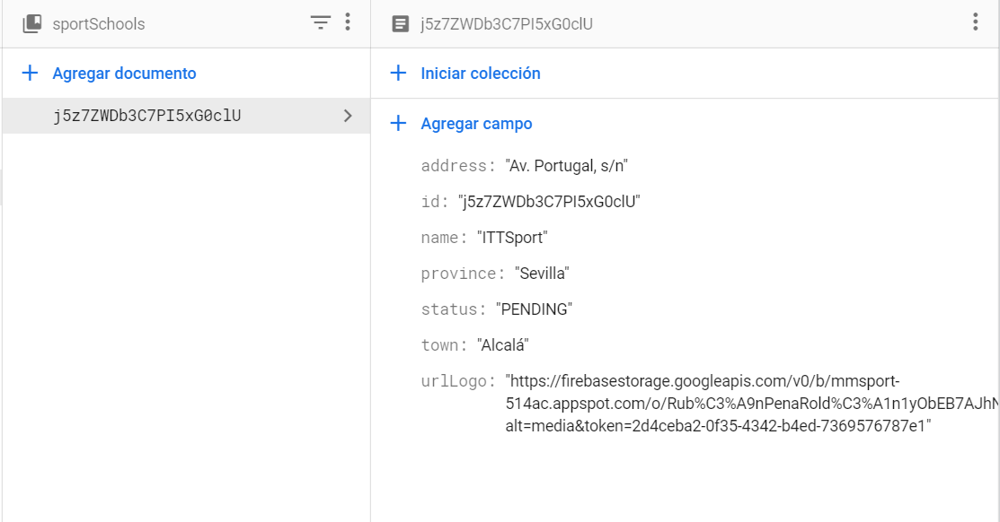 sportSchools
Agregar documento
j5z7ZWDb3C7PI5xG0clU
j5z7ZWDb3C7PI5xG0clU
Iniciar colección
Agregar campo
address: "Av. Portugal, s/n"
id: "j5z7ZWDb3C7PI5xG0clU"
name: "ITTSport"
province: "Sevilla"
status: "PENDING"
town: "Alcalá"
urlLogo: "https://firebasestorage.googleapis.com/v0/b/mmsport-
514ac.appspot.com/o/Rub%C3%A9nPenaRold%C3%A1n1yObEB7AJhN
alt=media&token=2d4ceba2-0f35-4342-b4ed-7369576787e1"